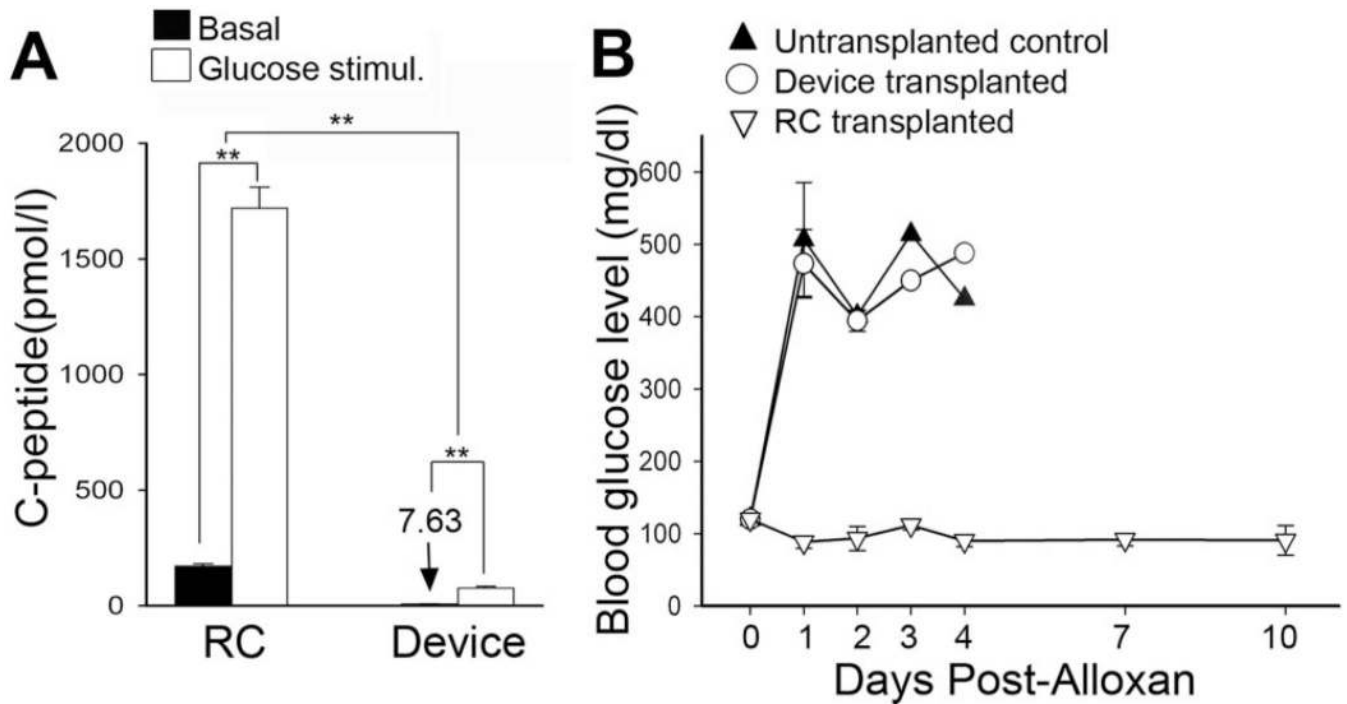 A
Basal
Glucose stimul.
C-peptide(pmol/l)
2000
1500
1000
500
0
**
**
**
7.63
RC
Device
B
Untransplanted control
Device transplanted
RC transplanted
Blood glucose level (mg/dl)
600
500
400
300
200
100
0
0 1 2 3 4 7 10
Days Post-Alloxan